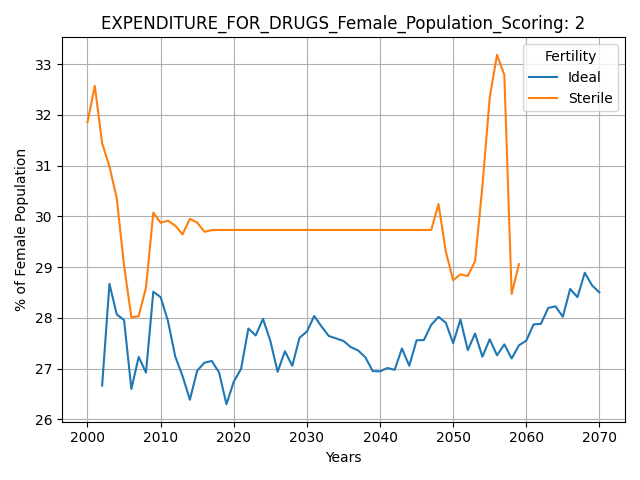 EXPENDITURE_FOR_DRUGS_Female_Population_Scoring: 2
Fertility
Ideal
Sterile
% of Female Population
33
32
31
30
29
28
27
26
2000 2010 2020 2030 2040 2050 2060 2070
Years